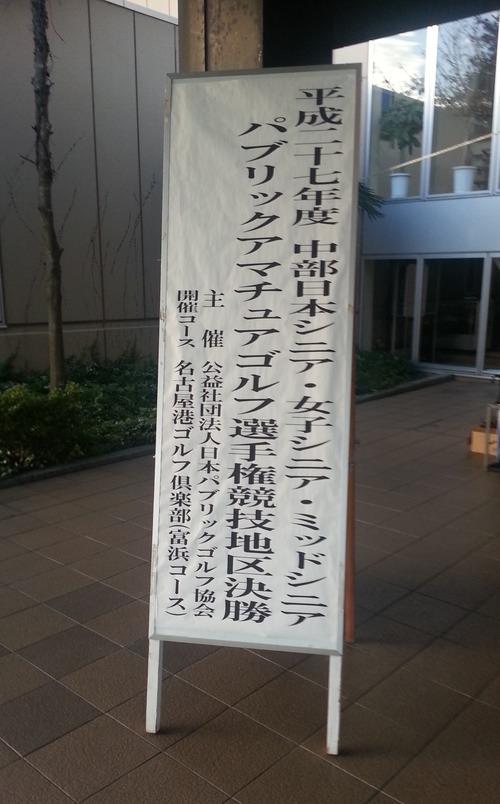 平成二十七年度 中部日本シニア・女子シニア・ミッドシニア
パブリックアマチュアゴルフ選手権競技地区決勝
主催 公益社団法人日本パブリックゴルフ協会
開催コース 名古屋港ゴルフ倶楽部(富浜コース)